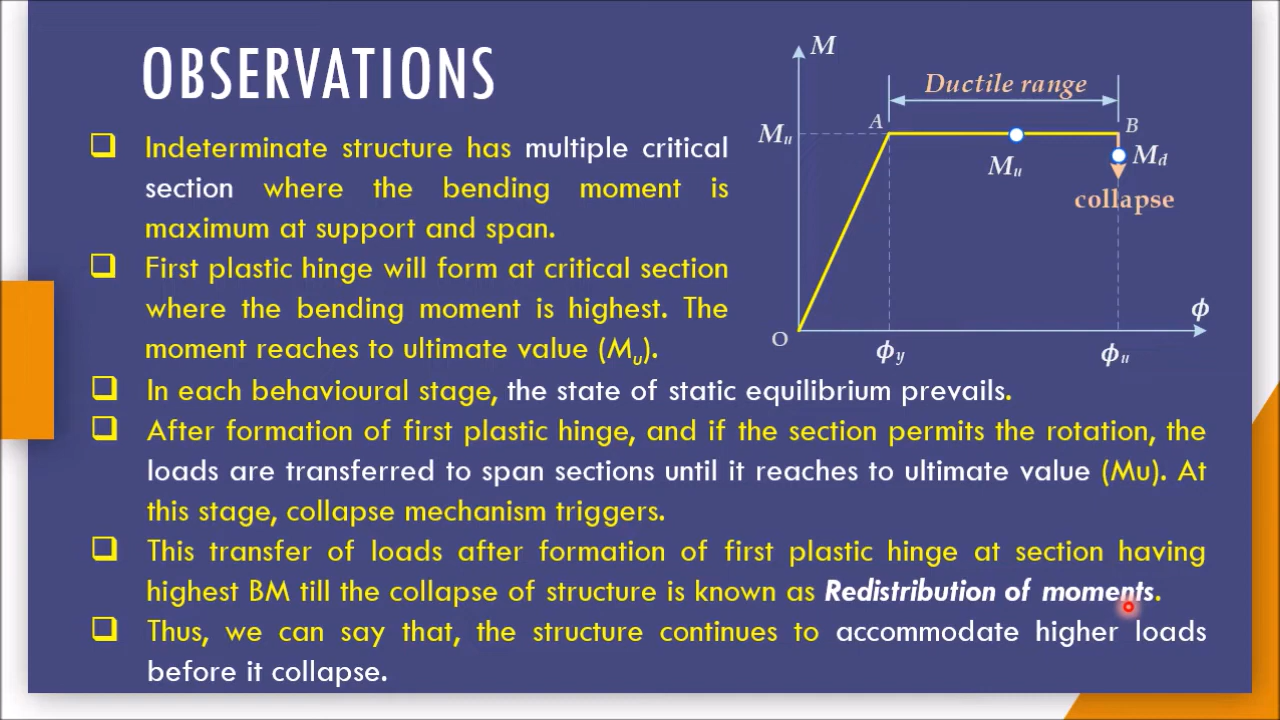 OBSERVATIONS
❑ Indeterminate structure has multiple critical
section where the bending moment is
maximum at support and span.
❑ First plastic hinge will form at critical section
where the bending moment is highest. The
moment reaches to ultimate value (Mu).
❑ In each behavioural stage, the state of static equilibrium prevails.
❑ After formation of first plastic hinge, and if the section permits the rotation, the
loads are transferred to span sections until it reaches to ultimate value (Mu). At
this stage, collapse mechanism triggers.
❑ This transfer of loads after formation of first plastic hinge at section having
highest BM till the collapse of structure is known as Redistribution of moments.
❑ Thus, we can say that, the structure continues to accommodate higher loads
before it collapse.
M
Ductile range
A
B
Mu
Mu
Md
collapse
ϕ
O
ϕy
ϕu